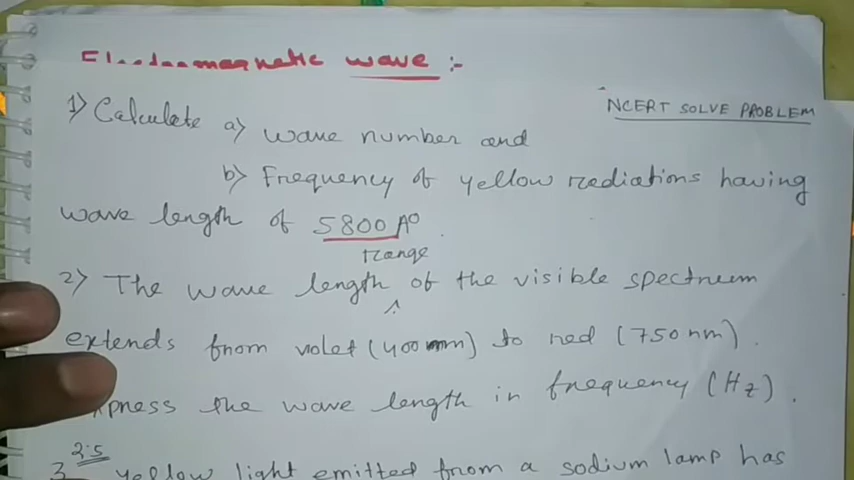 Electromagnetic wave :-
NCERT SOLVE PROBLEM
1) Calculate a) wave number and
b) Frequency of yellow radiations having
wave length of 5800 A°
range
2) The wave length ^ of the visible spectrum
extends from violet (400 nm) to red (750 nm).
xpress the wave length in frequency (Hz).
2.5
3 yellow light emitted from a sodium lamp has